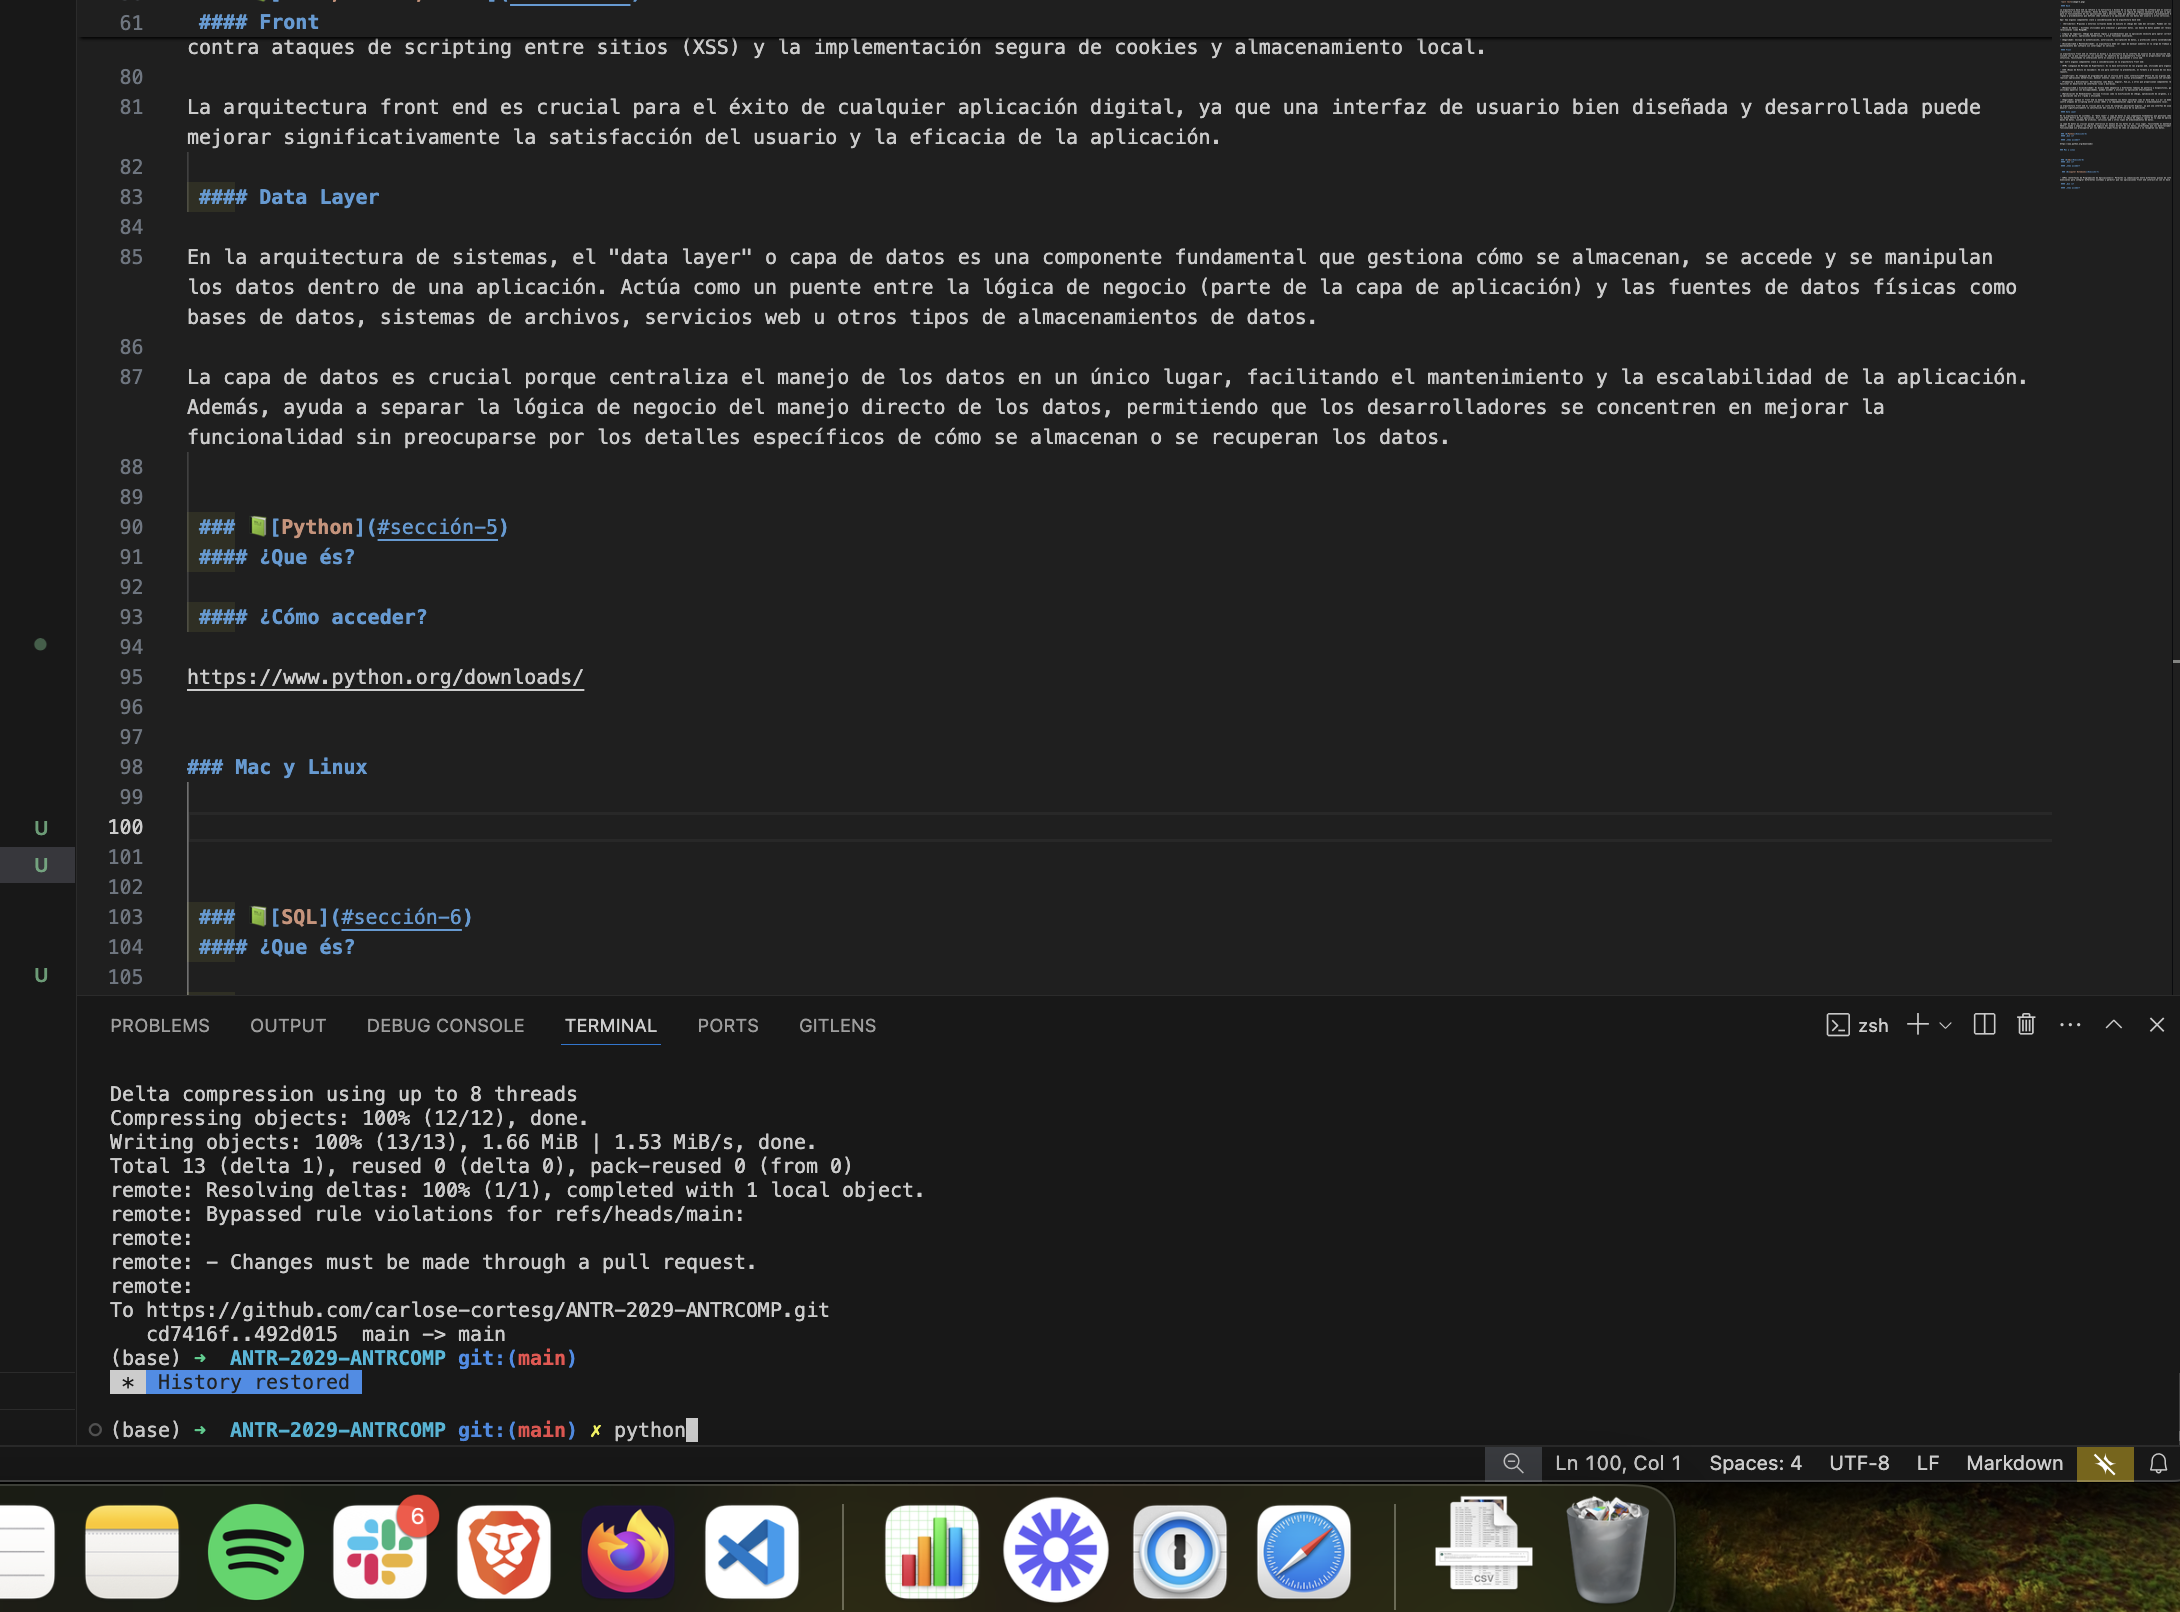 61 #### Front
contra ataques de scripting entre sitios (XSS) y la implementación segura de cookies y almacenamiento local.
80
81 La arquitectura front end es crucial para el éxito de cualquier aplicación digital, ya que una interfaz de usuario bien diseñada y desarrollada puede
mejorar significativamente la satisfacción del usuario y la eficacia de la aplicación.
82
83 #### Data Layer
84
85 En la arquitectura de sistemas, el "data layer" o capa de datos es una componente fundamental que gestiona cómo se almacenan, se accede y se manipulan
los datos dentro de una aplicación. Actúa como un puente entre la lógica de negocio (parte de la capa de aplicación) y las fuentes de datos físicas como
bases de datos, sistemas de archivos, servicios web u otros tipos de almacenamientos de datos.
86
87 La capa de datos es crucial porque centraliza el manejo de los datos en un único lugar, facilitando el mantenimiento y la escalabilidad de la aplicación.
Además, ayuda a separar la lógica de negocio del manejo directo de los datos, permitiendo que los desarrolladores se concentren en mejorar la
funcionalidad sin preocuparse por los detalles específicos de cómo se almacenan o se recuperan los datos.
88
89
90 ### 📗[Python](#sección-5)
91 #### ¿Que és?
92
93 #### ¿Cómo acceder?
94
95 https://www.python.org/downloads/
96
97
98 ### Mac y Linux
99
U 100
101
U
102
103 ### 📗[SQL](#sección-6)
104 #### ¿Que és?
U 105
PROBLEMS OUTPUT DEBUG CONSOLE TERMINAL PORTS GITLENS zsh
Delta compression using up to 8 threads
Compressing objects: 100% (12/12), done.
Writing objects: 100% (13/13), 1.66 MiB | 1.53 MiB/s, done.
Total 13 (delta 1), reused 0 (delta 0), pack-reused 0 (from 0)
remote: Resolving deltas: 100% (1/1), completed with 1 local object.
remote: Bypassed rule violations for refs/heads/main:
remote:
remote: - Changes must be made through a pull request.
remote:
To https://github.com/carlose-cortesg/ANTR-2029-ANTRCOMP.git
cd7416f..492d015 main -> main
(base) ➜ ANTR-2029-ANTRCOMP git:(main)
* History restored
(base) ➜ ANTR-2029-ANTRCOMP git:(main) ✗ python
Ln 100, Col 1 Spaces: 4 UTF-8 LF Markdown
6
CSV